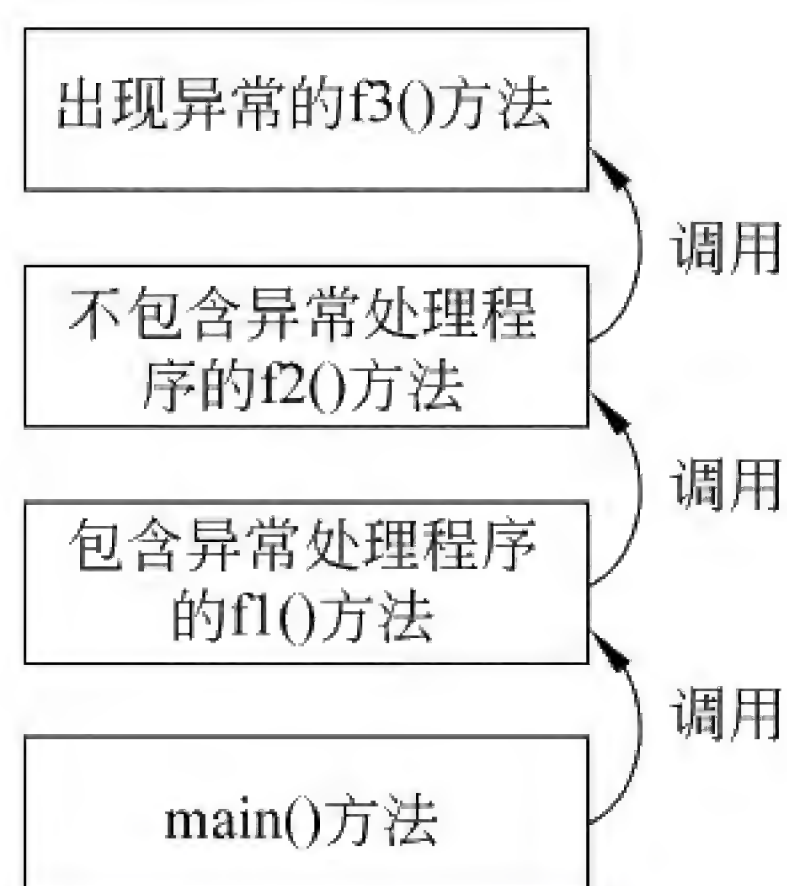 出现异常的f3()方法
调用
不包含异常处理程
序的f2()方法
调用
包含异常处理程序
的f1()方法
调用
main()方法